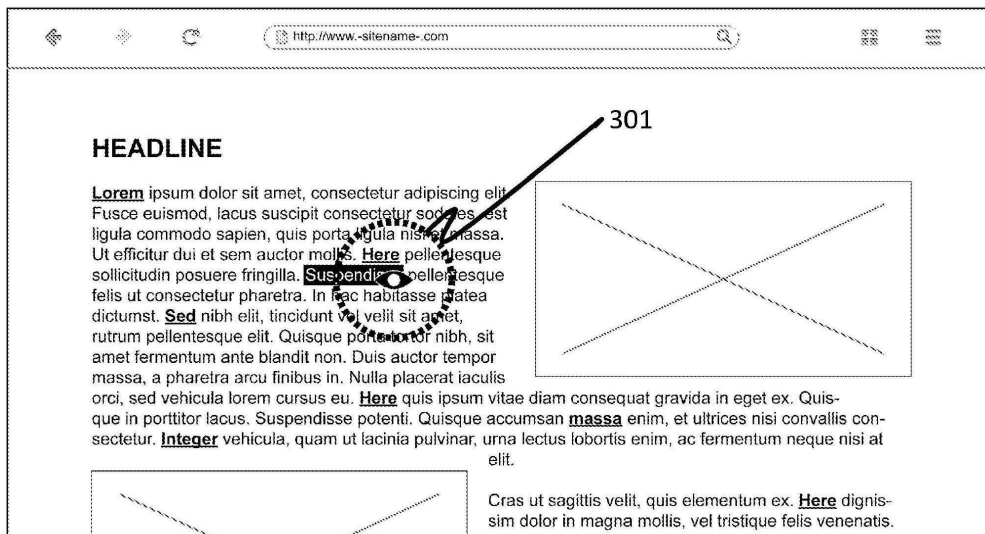 http://www.-sitename-.com
301
HEADLINE
Lorem ipsum dolor sit amet, consectetur adipiscing elit
Fusce euismod, lacus suscipit consectetur sodales, est
ligula commodo sapien, quis porta ligula nisi et massa.
Ut efficitur dui et sem auctor mollis. Here pellentesque
sollicitudin posuere fringilla. Suspendisse pellentesque
felis ut consectetur pharetra. In hac habitasse platea
dictumst. Sed nibh elit, tincidunt vel velit sit amet,
rutrum pellentesque elit. Quisque porta tortor nibh, sit
amet fermentum ante blandit non. Duis auctor tempor
massa, a pharetra arcu finibus in. Nulla placerat iaculis
orci, sed vehicula lorem cursus eu. Here quis ipsum vitae diam consequat gravida in eget ex. Quis-
que in porttitor lacus. Suspendisse potenti. Quisque accumsan massa enim, et ultrices nisi convallis con-
sectetur. Integer vehicula, quam ut lacinia pulvinar, urna lectus lobortis enim, ac fermentum neque nisi at
elit.
Cras ut sagittis velit, quis elementum ex. Here dignis-
sim dolor in magna mollis, vel tristique felis venenatis.